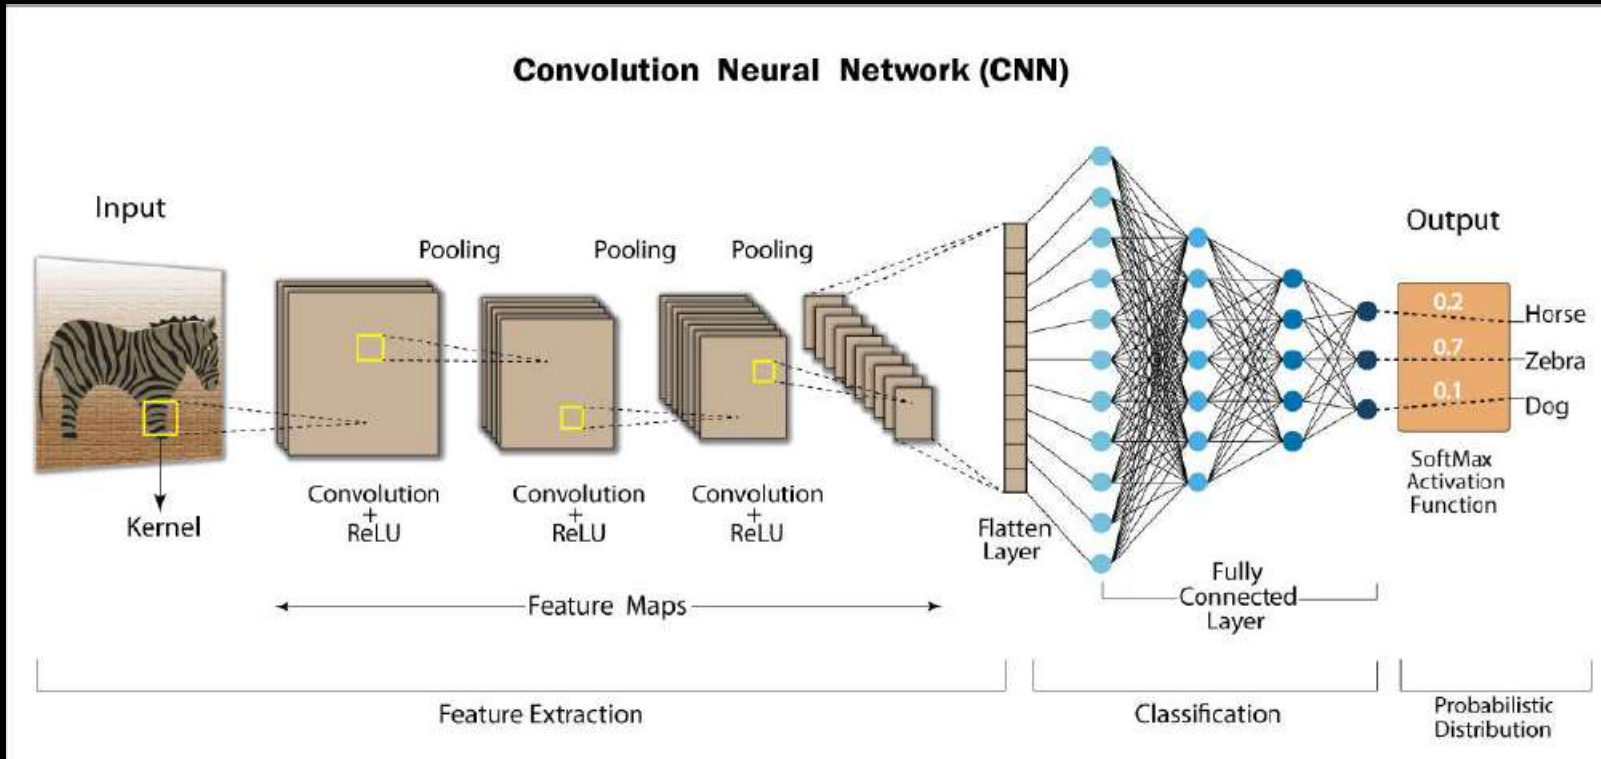 Convolution Neural Network (CNN)
Input
Output
Pooling
Pooling
Pooling
0.2
Horse
0.7
Zebra
0.1
Dog
Kernel
Convolution
+
ReLU
Convolution
+
ReLU
Convolution
+
ReLU
Flatten
Layer
SoftMax
Activation
Function
Feature Maps
Fully
Connected
Layer
Feature Extraction
Classification
Probabilistic
Distribution